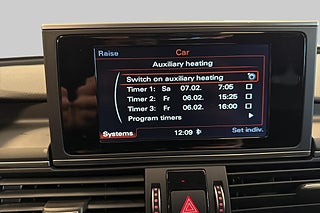 Raise Car
Auxiliary heating
Switch on auxiliary heating
Timer 1: Sa 07.02. 7:05
Timer 2: Fr 06.02. 15:25
Timer 3: Fr 06.02. 16:00
Program timers
Systems 12:09 Set indiv.